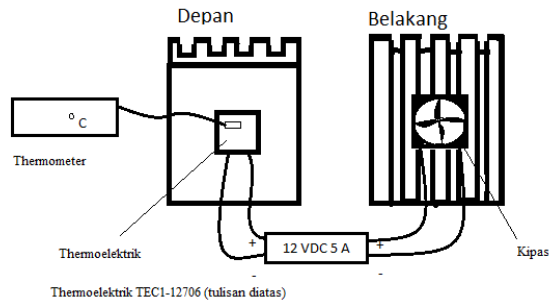 Depan
Belakang
° C
Thermometer
Thermoelektrik
+
12 VDC 5 A
+
-
-
Kipas
Thermoelektrik TEC1-12706 (tulisan diatas)